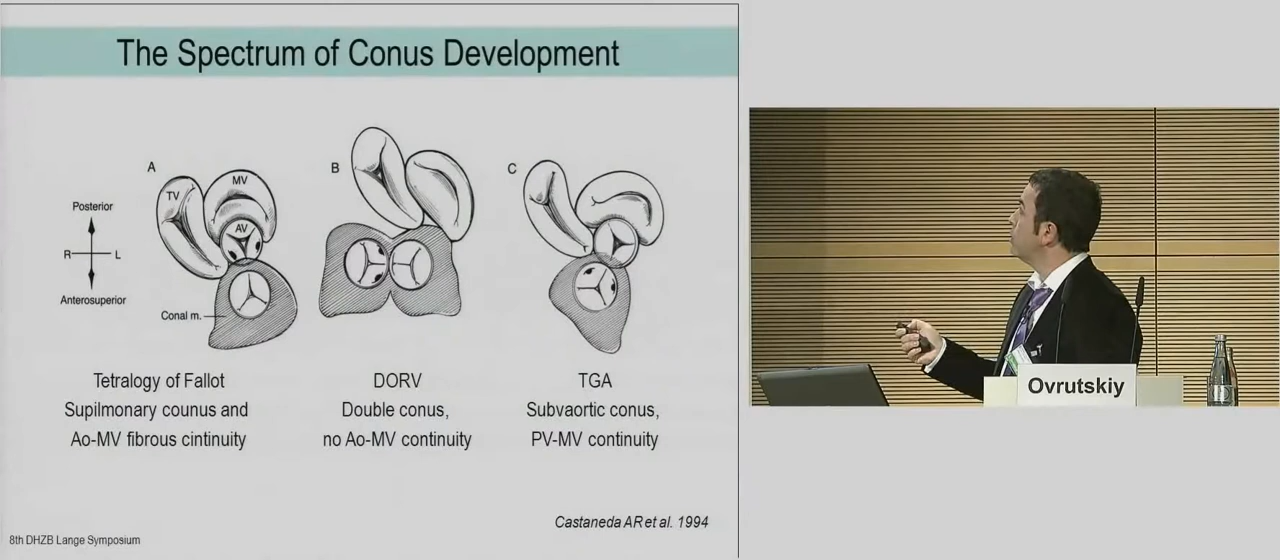 The Spectrum of Conus Development
A
B
C
TV
MV
AV
Posterior
R
L
Anterosuperior
Conal m.
Tetralogy of Fallot
Supilmonary counus and
Ao-MV fibrous cintinuity
DORV
Double conus,
no Ao-MV continuity
TGA
Subvaortic conus,
PV-MV continuity
Castaneda AR et al. 1994
8th DHZB Lange Symposium
Ovrutskiy